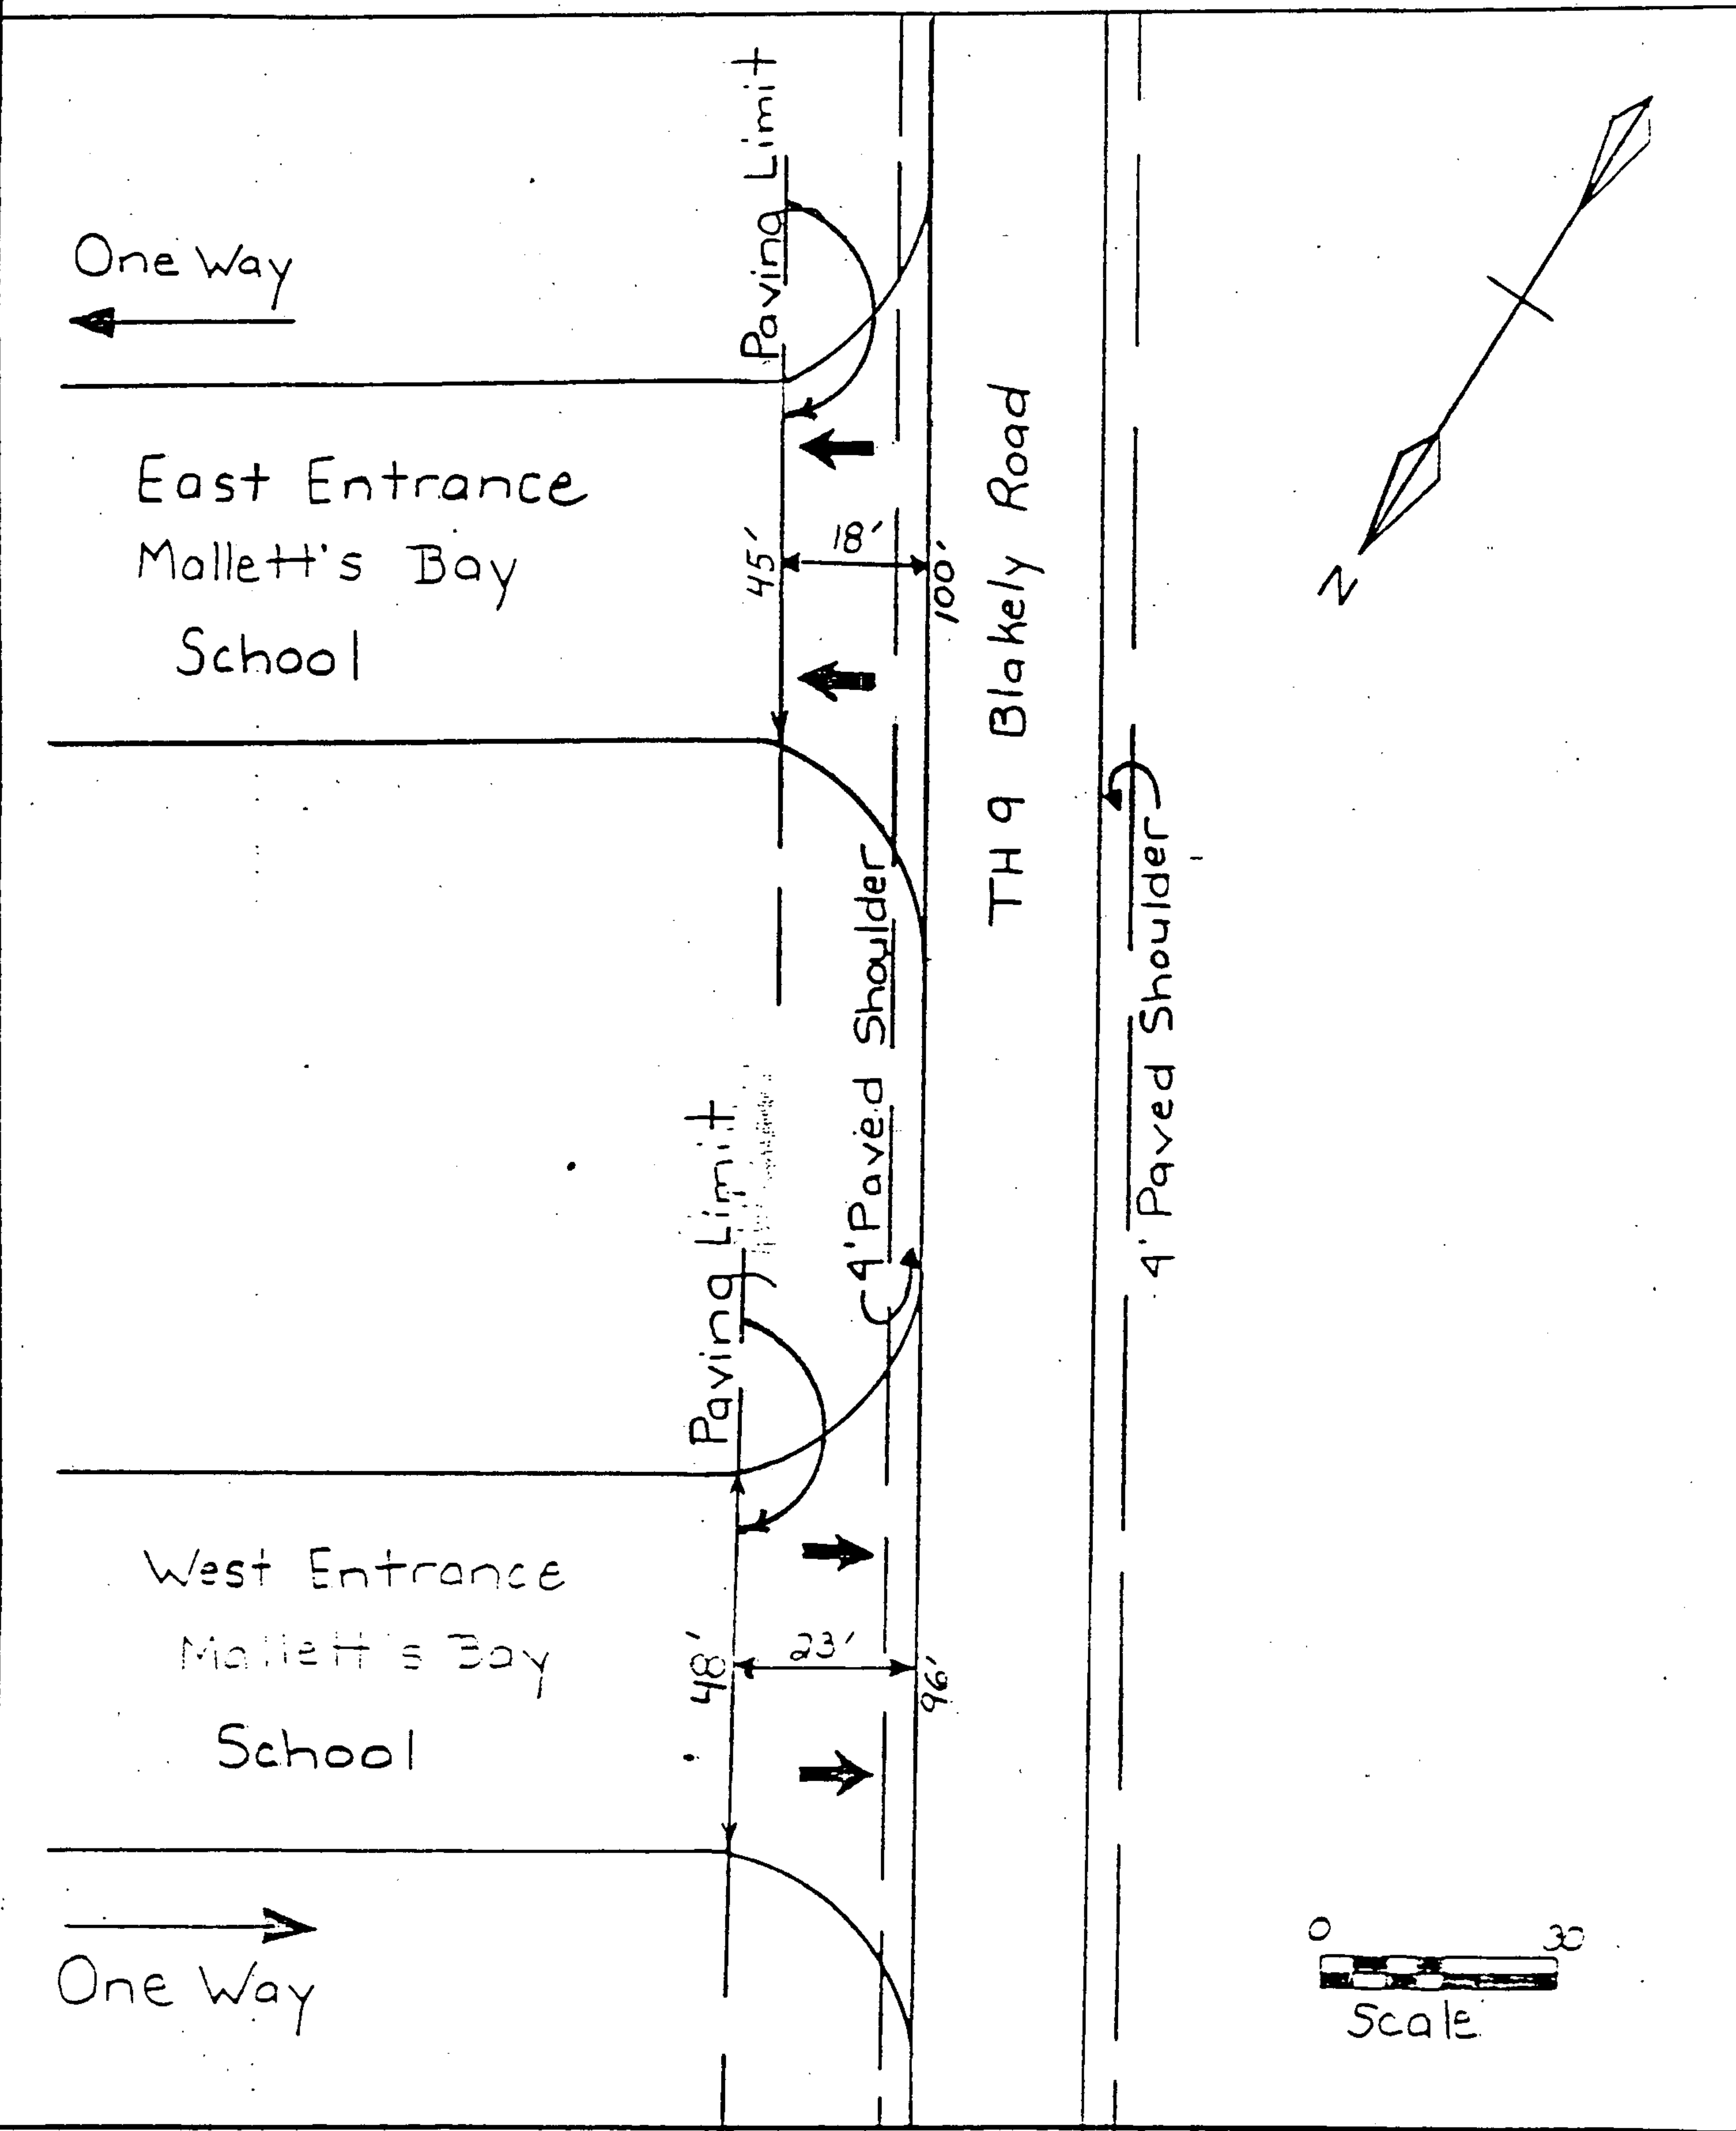 One Way
Paving Limit
East Entrance
Mallett's Bay
School
45'
18'
100'
TH 9 Blakely Road
N
4' Paved Shoulder
4' Paved Shoulder
Paving Limit
West Entrance
Mallett's Bay
School
48'
23'
96'
One Way
0 30
Scale